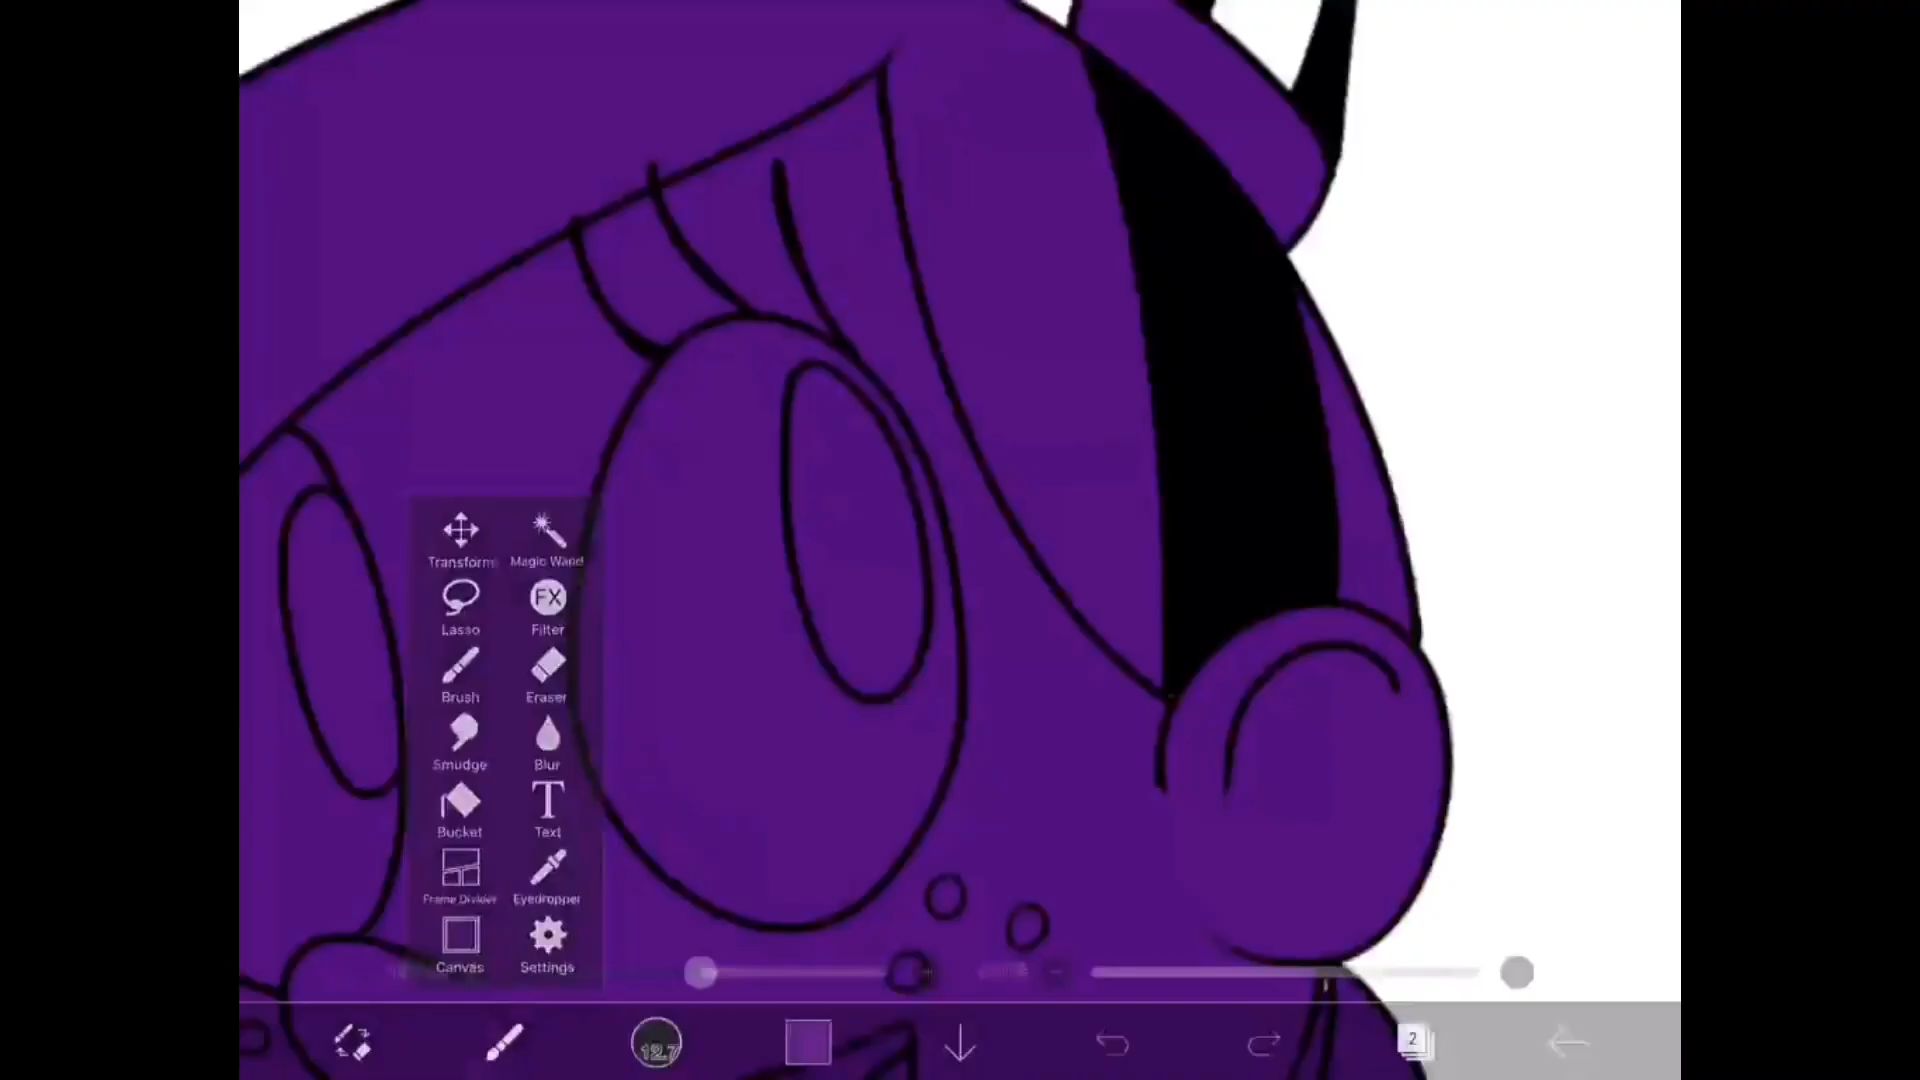 Transform Magic Wand
Lasso Filter
Brush Eraser
Smudge Blur
Bucket Text
Frame Divider Eyedropper
Canvas Settings
12.7 2